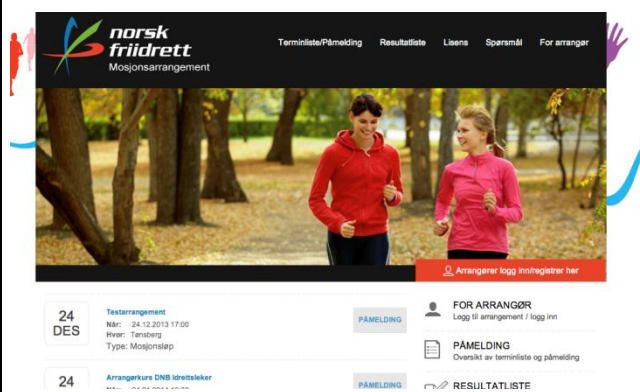 norsk
friidrett
Mosjonsarrangement
Terminliste/Påmelding Resultatliste Lisens Spørsmål For arrangør
Arrangører logg inn/registrer her
24
DES
Testarrangement
Når: 24.12.2013 17:00
Hvor: Tønsberg
Type: Mosjonsløp
PÅMELDING
24
Arrangørkurs DNB Idrettsleker
PÅMELDING
FOR ARRANGØR
Legg til arrangement / logg inn
PÅMELDING
Oversikt av terminliste og påmelding
RESULTATLISTE